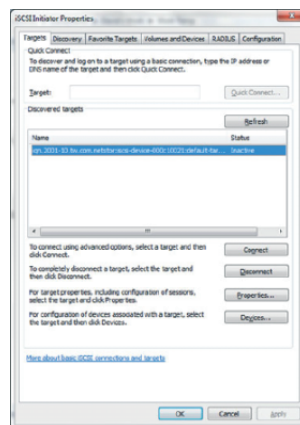 iSCSI Initiator Properties
Targets
Discovery
Favorite Targets
Volumes and Devices
RADIUS
Configuration
Quick Connect
To discover and log on to a target using a basic connection, type the IP address or
DNS name of the target and then click Quick Connect.
Target:
Quick Connect...
Discovered targets
Refresh
Name
Status
Inactive
To connect using advanced options, select a target and then
click Connect.
Connect
To completely disconnect a target, select the target and
then click Disconnect.
Disconnect
For target properties, including configuration of sessions,
select the target and click Properties.
Properties...
For configuration of devices associated with a target, select
the target and then click Devices.
Devices...
More about basic iSCSI connections and targets
OK
Cancel
Apply